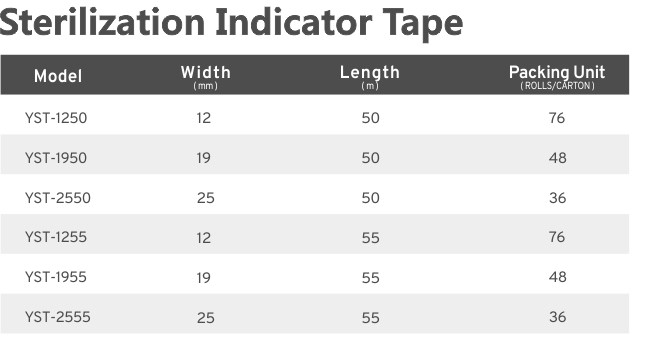 Sterilization Indicator Tape
Model Width Length Packing Unit
(mm) (m) (ROLLS/CARTON)
YST-1250 12 50 76
YST-1950 19 50 48
YST-2550 25 50 36
YST-1255 12 55 76
YST-1955 19 55 48
YST-2555 25 55 36